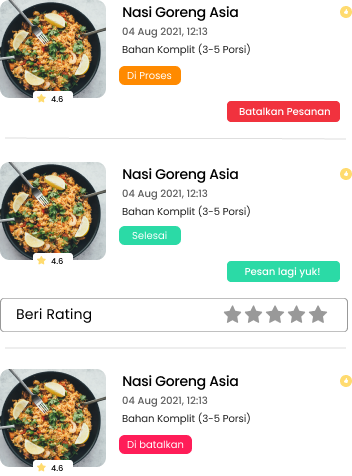 Nasi Goreng Asia
04 Aug 2021, 12:13
Bahan Komplit (3-5 Porsi)
Di Proses
4.6
Batalkan Pesanan
Nasi Goreng Asia
04 Aug 2021, 12:13
Bahan Komplit (3-5 Porsi)
Selesai
4.6
Pesan lagi yuk!
Beri Rating
Nasi Goreng Asia
04 Aug 2021, 12:13
Bahan Komplit (3-5 Porsi)
Di batalkan
4.6